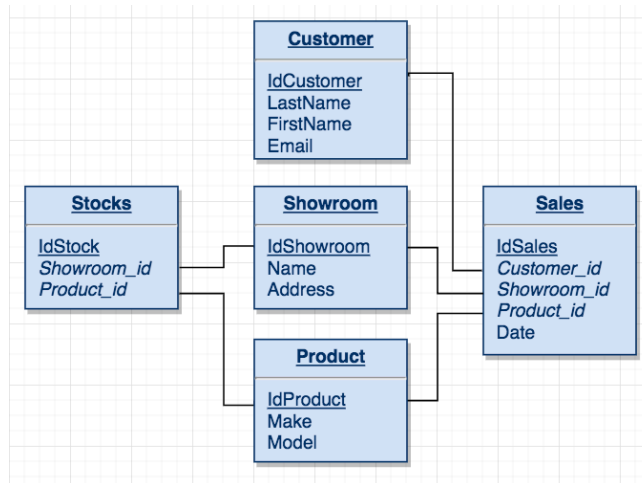 Customer
IdCustomer
LastName
FirstName
Email
Stocks
IdStock
Showroom_id
Product_id
Showroom
IdShowroom
Name
Address
Sales
IdSales
Customer_id
Showroom_id
Product_id
Date
Product
IdProduct
Make
Model